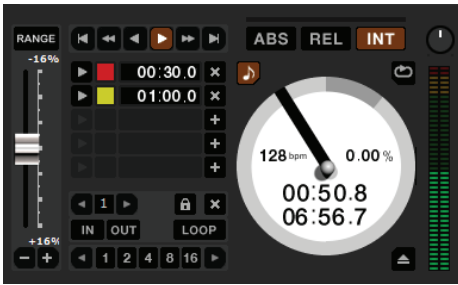 RANGE
ABS REL INT
-16%
00:30.0
01:00.0
128 bpm 0.00 %
00:50.8
06:56.7
1
IN OUT LOOP
+16%
1 2 4 8 16